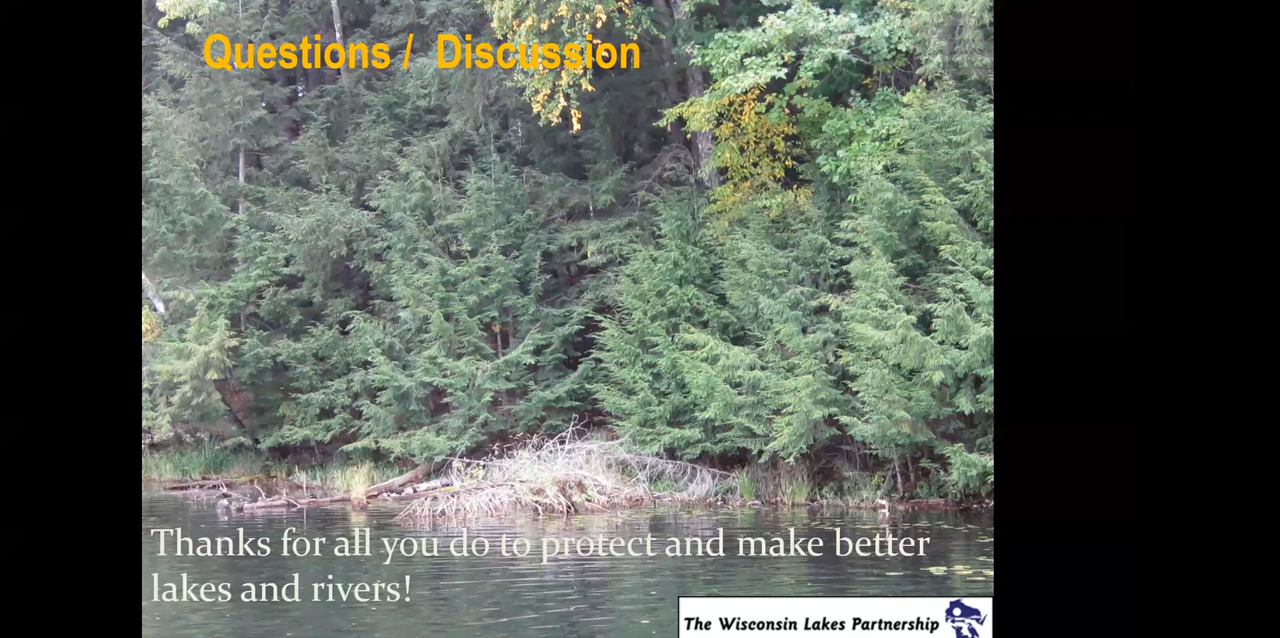 Questions /  Discussion
Thanks for all you do to protect and make better
lakes and rivers!
The Wisconsin Lakes Partnership